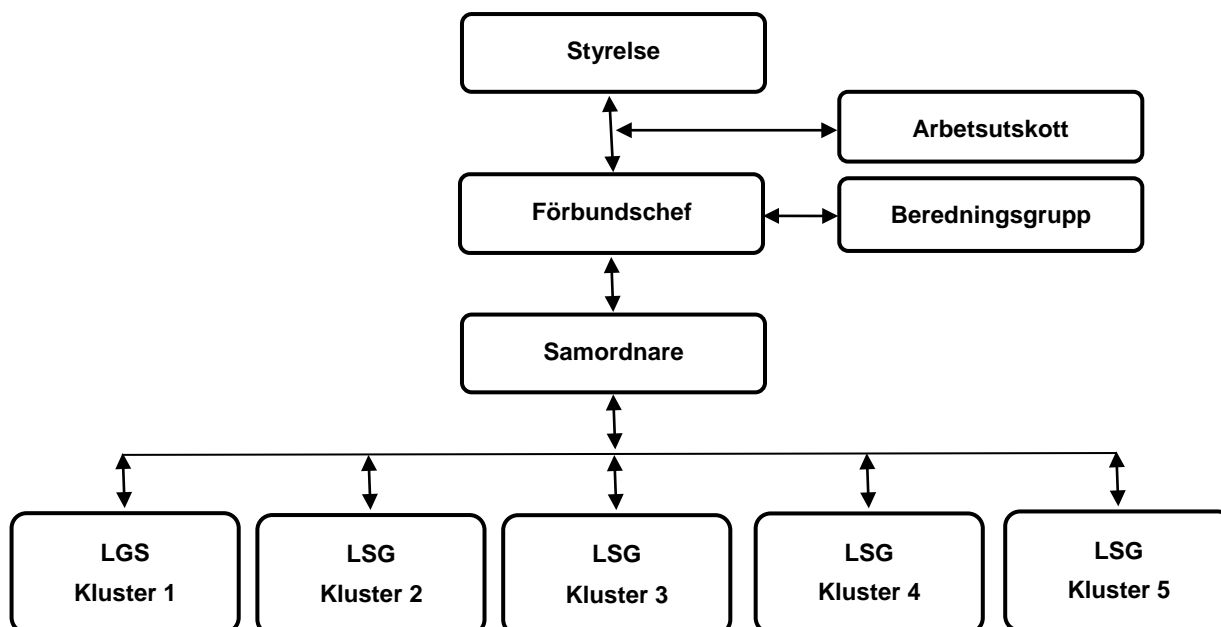 Styrelse
Arbetsutskott
Förbundschef
Beredningsgrupp
Samordnare
LGS
Kluster 1
LSG
Kluster 2
LSG
Kluster 3
LSG
Kluster 4
LSG
Kluster 5